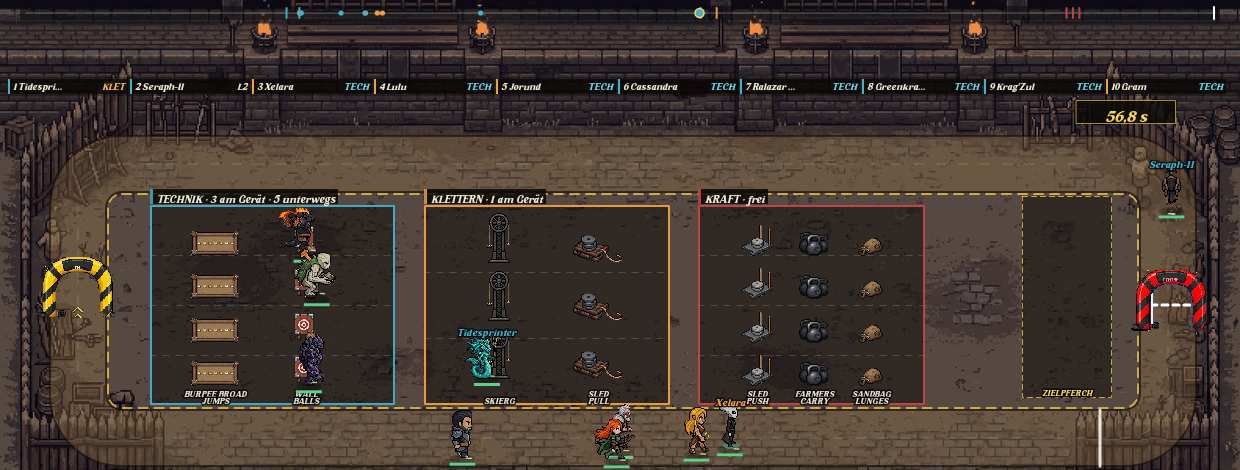 1 Tidespri... KLET 2 Seraph-II L2 3 Xelara TECH 4 Lulu TECH 5 Jorund TECH 6 Cassandra TECH 7 Ralazar ... TECH 8 Greenkra... TECH 9 Krag'Zul TECH 10 Gram TECH
56,8 s
Seraph-II
TECHNIK · 3 am Gerät · 5 unterwegs
KLETTERN · 1 am Gerät
KRAFT · frei
Tidesprinter
BURPEE BROAD JUMPS
WALL BALLS
SKIERG
SLED PULL
SLED PUSH
FARMERS CARRY
SANDBAG LUNGES
ZIELPFERCH
Xelara